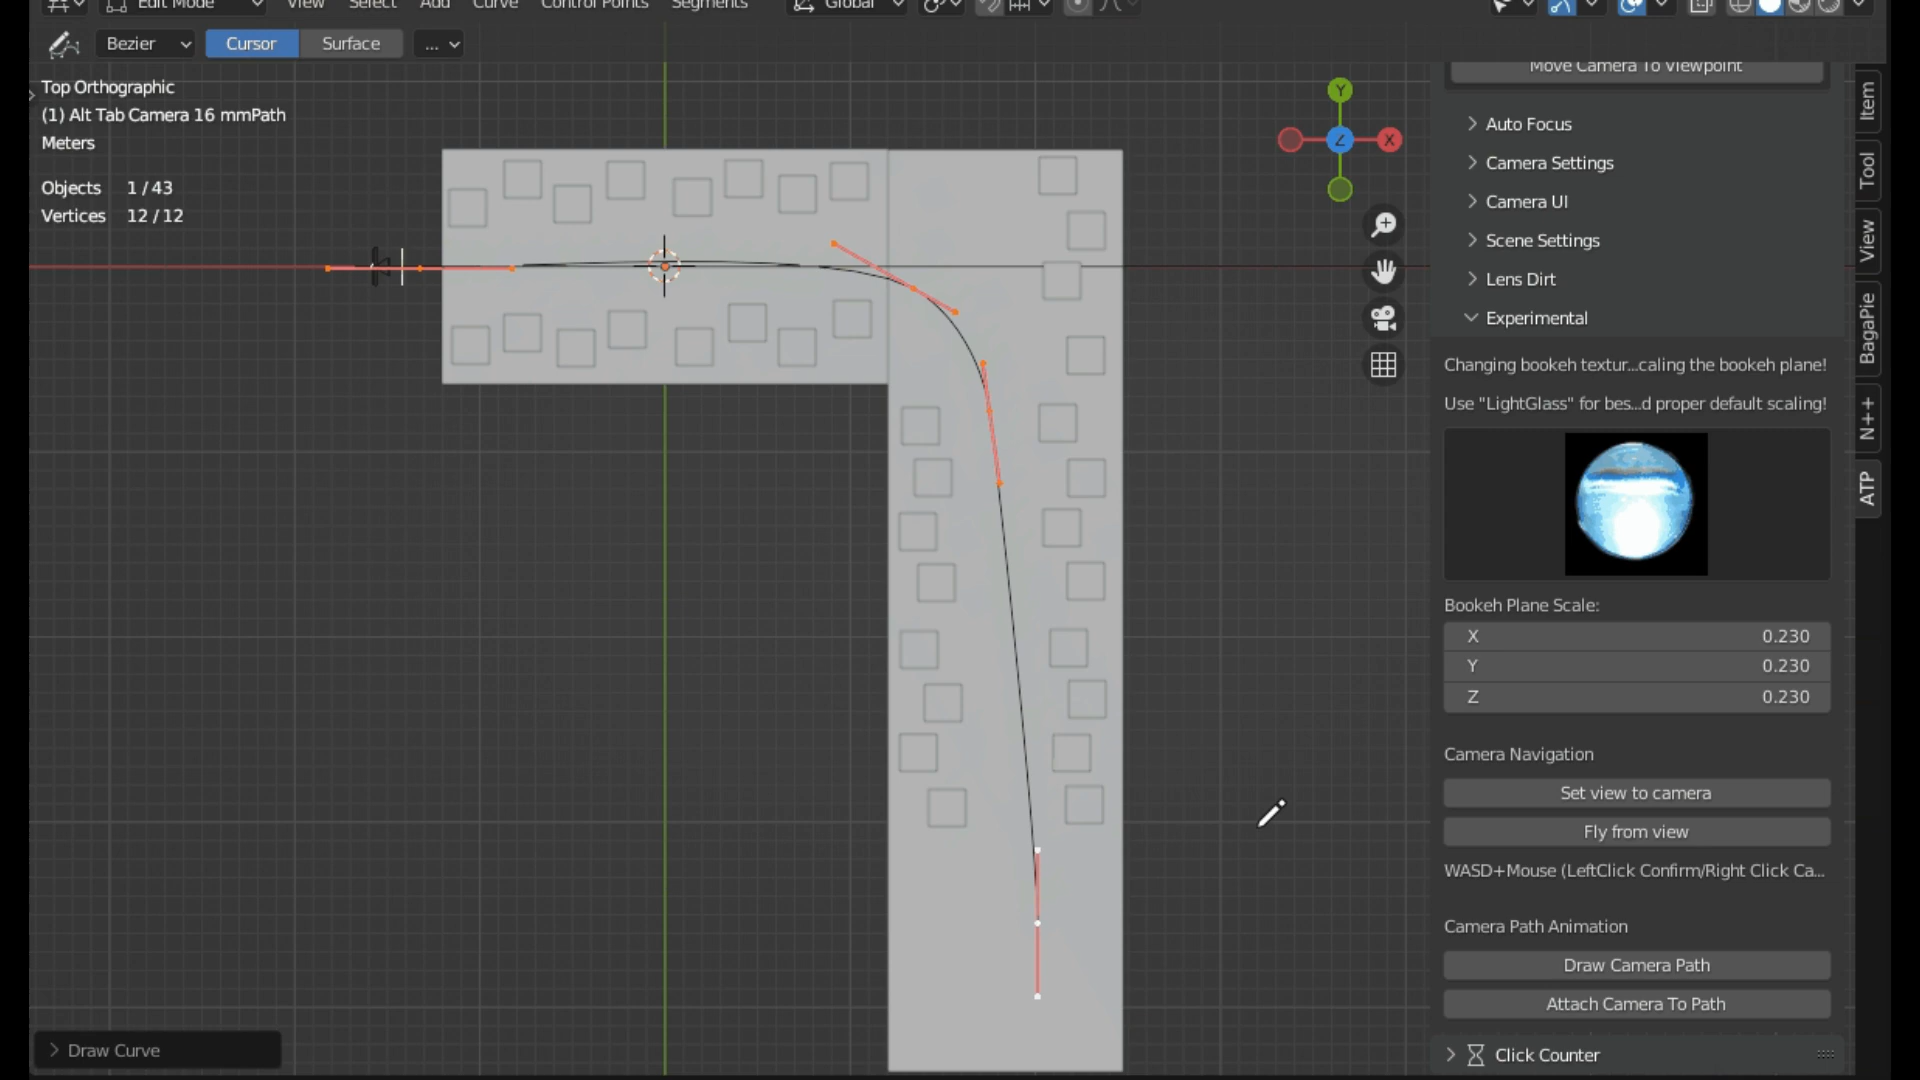 Edit Mode View Select Add Curve Control Points Segments Global
Bezier Cursor Surface ...
Top Orthographic
(1) Alt Tab Camera 16 mmPath
Meters
Objects 1 / 43
Vertices 12 / 12
Y
Z
X
Move Camera To Viewpoint
Auto Focus
Camera Settings
Camera UI
Scene Settings
Lens Dirt
Experimental
Changing bookeh textur...caling the bookeh plane!
Use "LightGlass" for bes...d proper default scaling!
Bookeh Plane Scale:
X 0.230
Y 0.230
Z 0.230
Camera Navigation
Set view to camera
Fly from view
WASD+Mouse (LeftClick Confirm/Right Click Ca...
Camera Path Animation
Draw Camera Path
Attach Camera To Path
Click Counter
Item
Tool
View
BagaPie
N++
ATP
Draw Curve